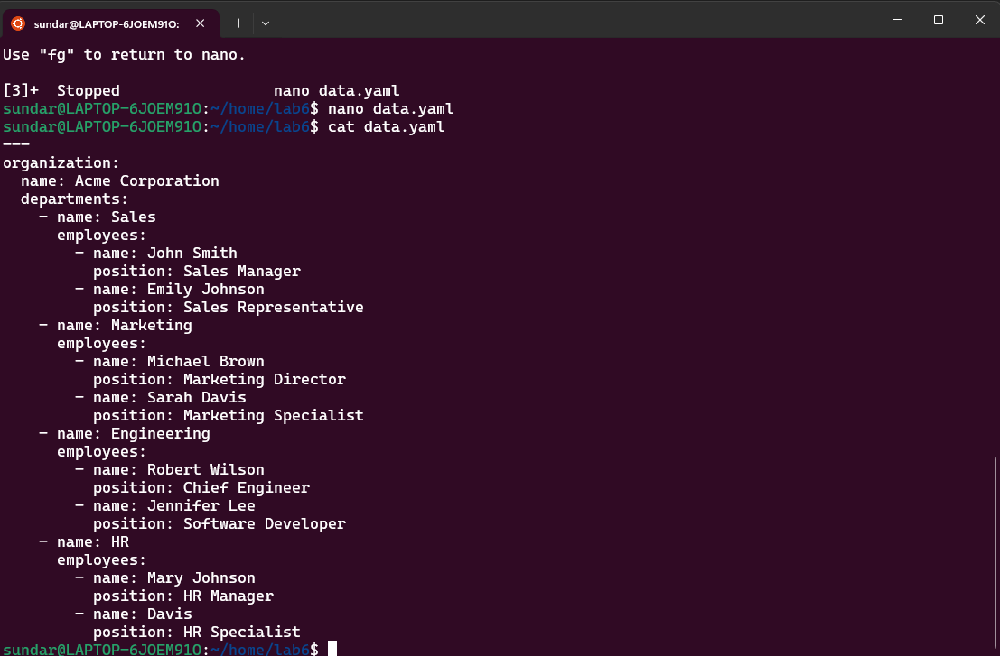 sundar@LAPTOP-6JOEM91O:
Use "fg" to return to nano.
[3]+  Stopped                 nano data.yaml
sundar@LAPTOP-6JOEM91O:~/home/lab6$ nano data.yaml
sundar@LAPTOP-6JOEM91O:~/home/lab6$ cat data.yaml
---
organization:
  name: Acme Corporation
  departments:
    - name: Sales
      employees:
        - name: John Smith
          position: Sales Manager
        - name: Emily Johnson
          position: Sales Representative
    - name: Marketing
      employees:
        - name: Michael Brown
          position: Marketing Director
        - name: Sarah Davis
          position: Marketing Specialist
    - name: Engineering
      employees:
        - name: Robert Wilson
          position: Chief Engineer
        - name: Jennifer Lee
          position: Software Developer
    - name: HR
      employees:
        - name: Mary Johnson
          position: HR Manager
        - name: Davis
          position: HR Specialist
sundar@LAPTOP-6JOEM91O:~/home/lab6$